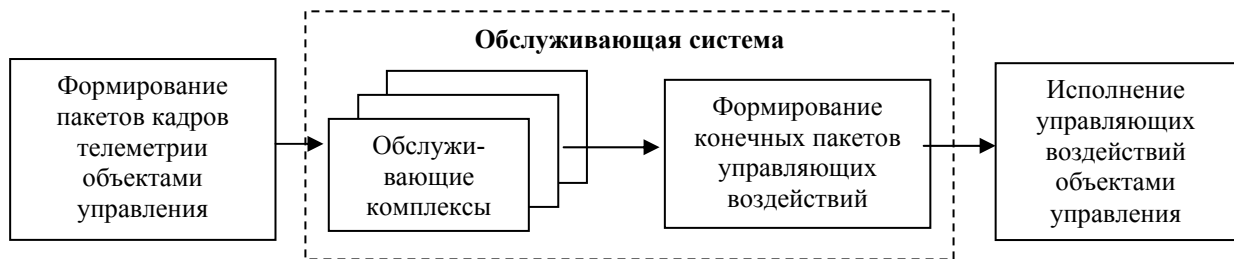 Обслуживающая система
Формирование
пакетов кадров
телеметрии
объектами
управления
Обслужи-
вающие
комплексы
Формирование
конечных пакетов
управляющих
воздействий
Исполнение
управляющих
воздействий
объектами
управления